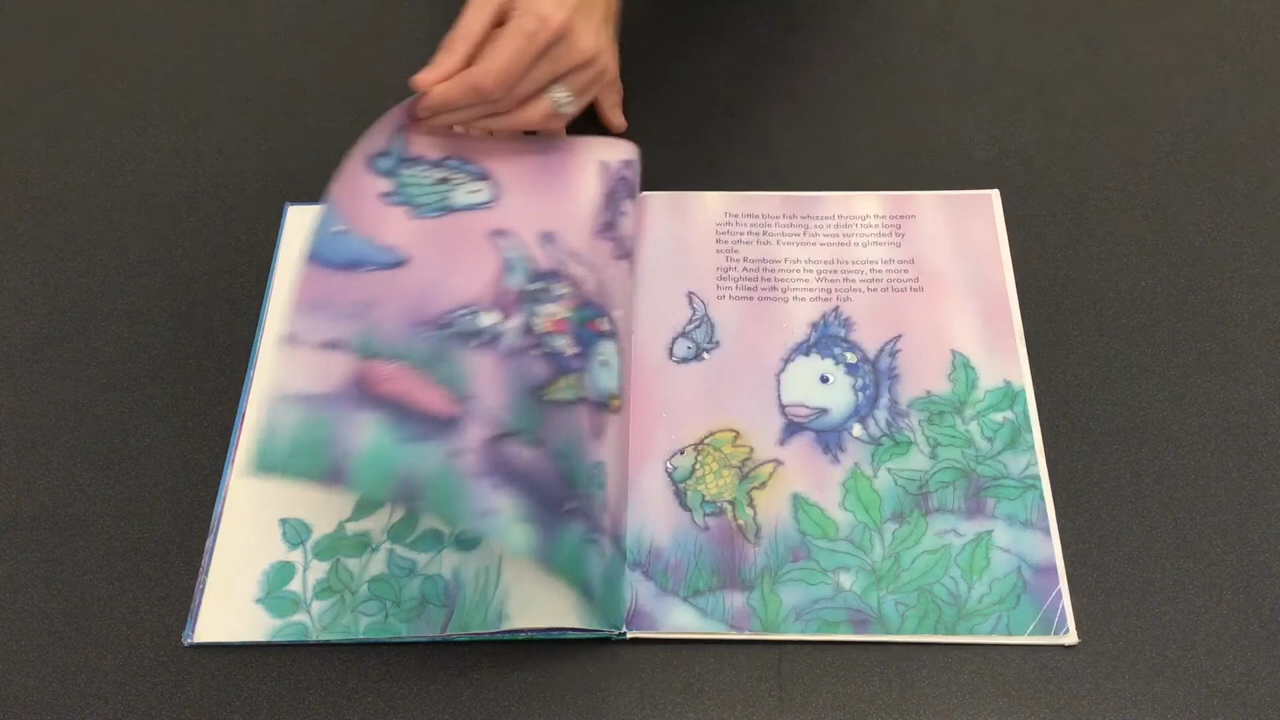 The little blue fish whizzed through the ocean
with his scale flashing, so it didn't take long
before the Rainbow Fish was surrounded by
the other fish. Everyone wanted a glittering
scale.
The Rainbow Fish shared his scales left and
right. And the more he gave away, the more
delighted he became. When the water around
him filled with glimmering scales, he at last felt
at home among the other fish.